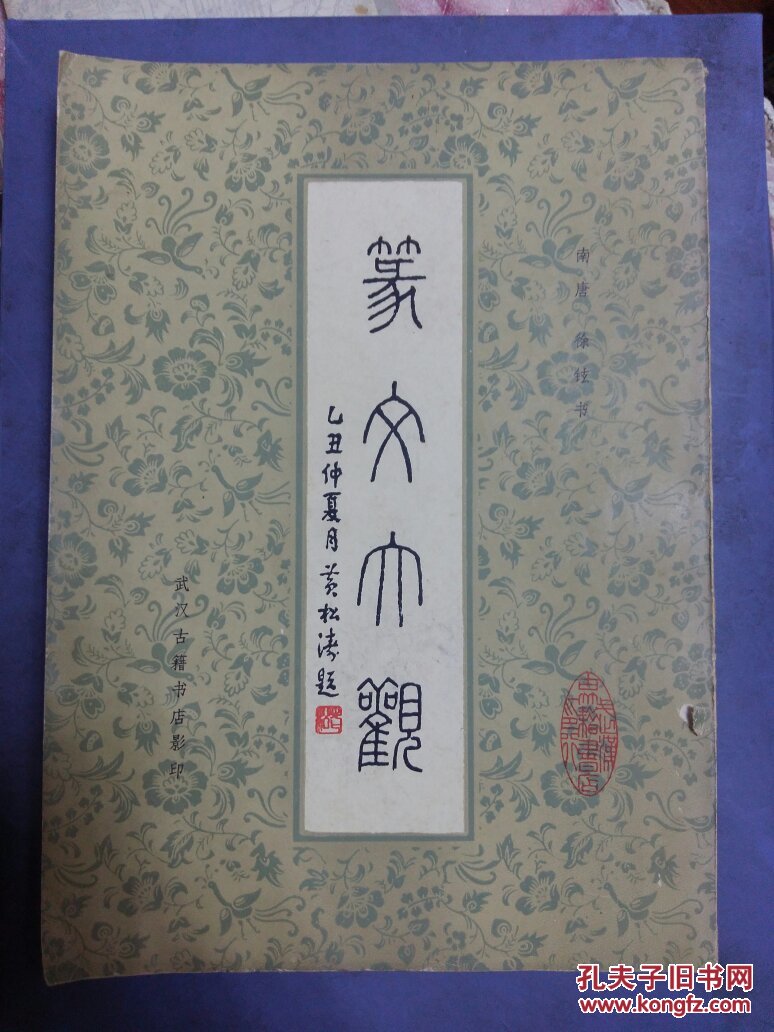 南唐 徐铉书
篆文大觀
乙丑仲夏月黄松涛题
武汉古籍书店影印
孔夫子旧书网
www.kongfz.com